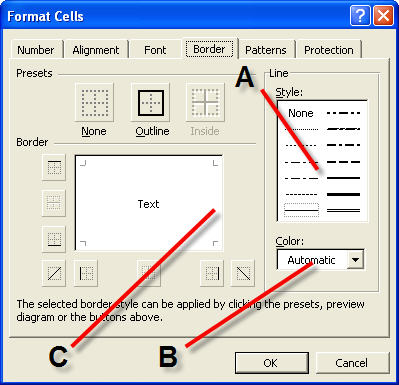 Format Cells
Number Alignment Font Border Patterns Protection
Presets
Line
A
Style:
None
None Outline Inside
Border
Text
Color:
Automatic
The selected border style can be applied by clicking the presets, preview
diagram or the buttons above.
C B
OK Cancel